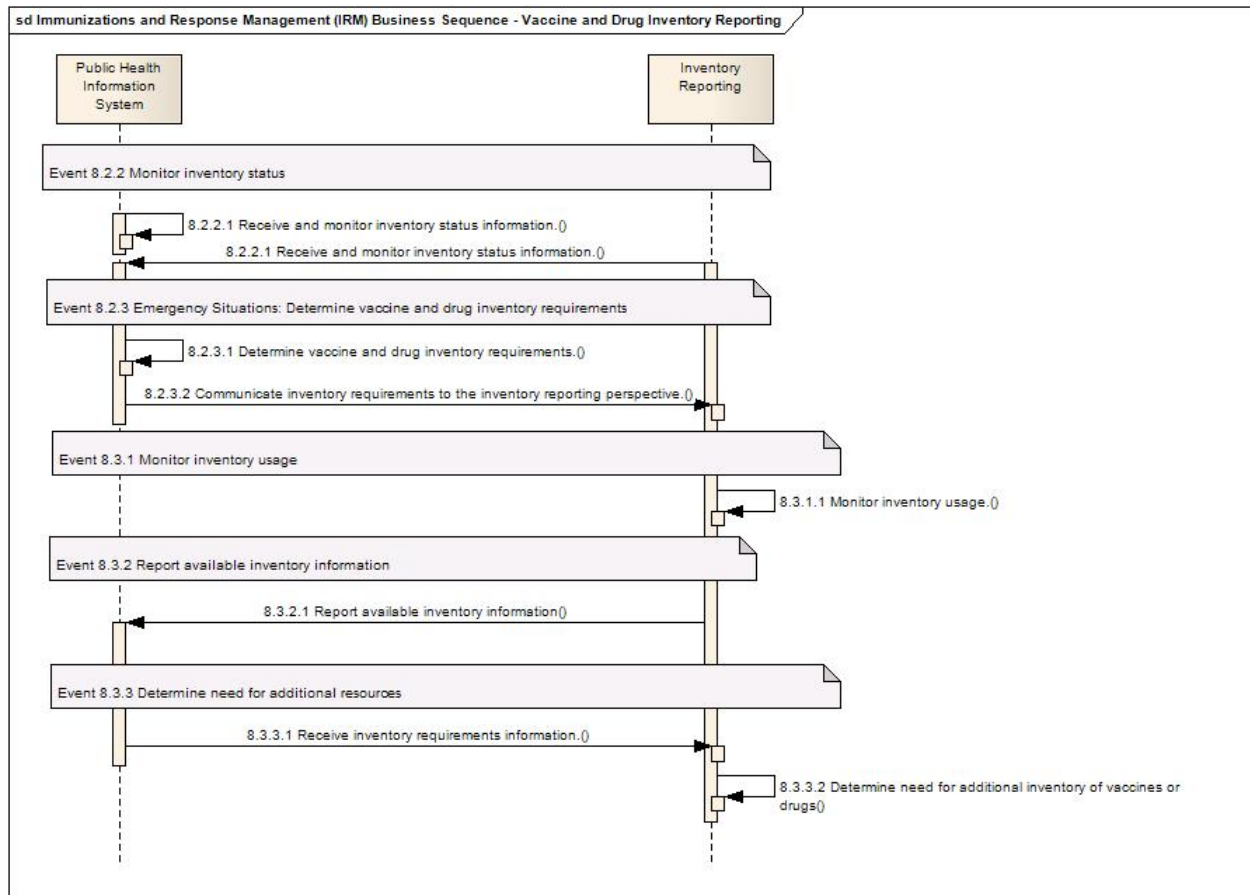 sd Immunizations and Response Management (IRM) Business Sequence - Vaccine and Drug Inventory Reporting
Public Health
Information
System
Inventory
Reporting
Event 8.2.2 Monitor inventory status
8.2.2.1 Receive and monitor inventory status information.()
8.2.2.1 Receive and monitor inventory status information.()
Event 8.2.3 Emergency Situations: Determine vaccine and drug inventory requirements
8.2.3.1 Determine vaccine and drug inventory requirements.()
8.2.3.2 Communicate inventory requirements to the inventory reporting perspective.()
Event 8.3.1 Monitor inventory usage
8.3.1.1 Monitor inventory usage.()
Event 8.3.2 Report available inventory information
8.3.2.1 Report available inventory information()
Event 8.3.3 Determine need for additional resources
8.3.3.1 Receive inventory requirements information.()
8.3.3.2 Determine need for additional inventory of vaccines or
drugs()